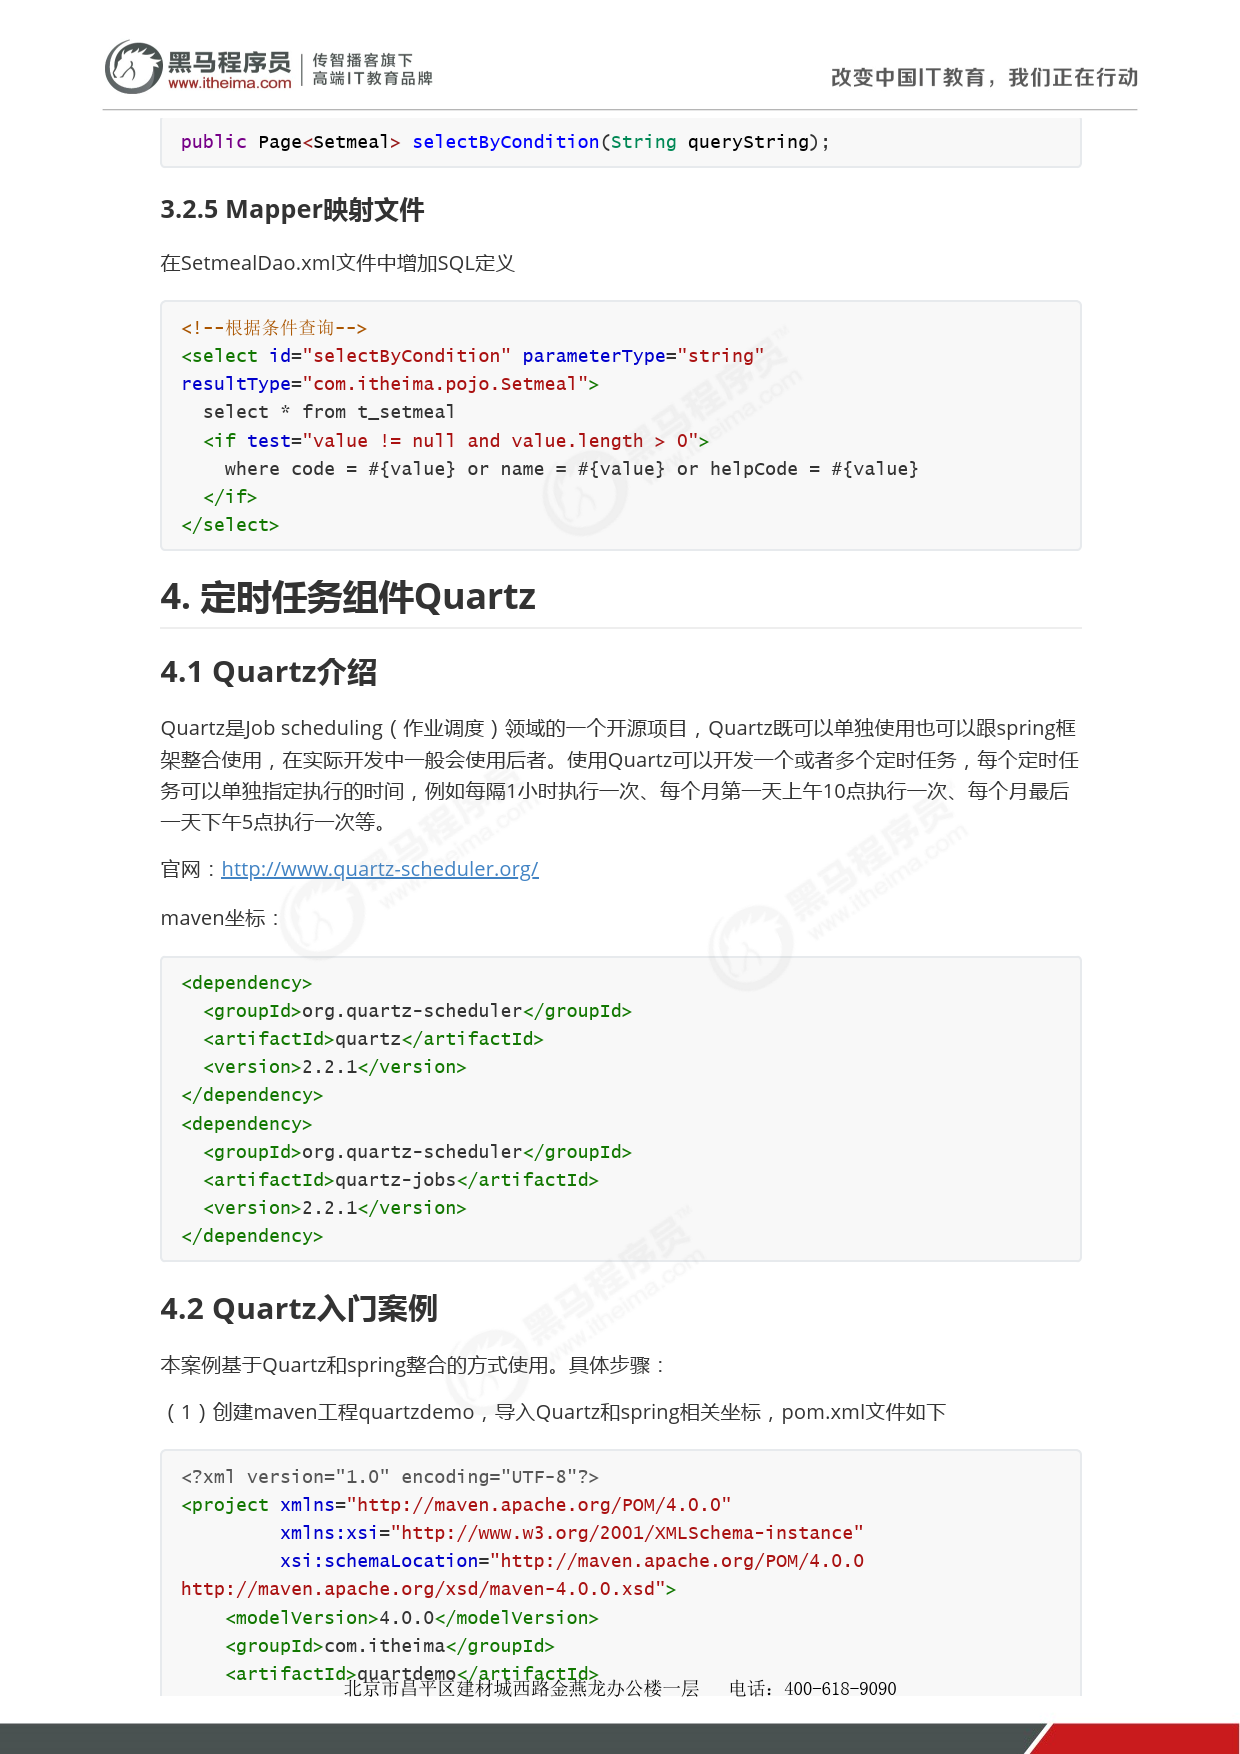 黑马程序员
www.itheima.com
传智播客旗下
高端IT教育品牌
改变中国IT教育，我们正在行动
public Page<Setmeal> selectByCondition(String queryString);
3.2.5 Mapper映射文件
在SetmealDao.xml文件中增加SQL定义
<!--根据条件查询-->
<select id="selectByCondition" parameterType="string"
resultType="com.itheima.pojo.Setmeal">
  select * from t_setmeal
  <if test="value != null and value.length > 0">
    where code = #{value} or name = #{value} or helpCode = #{value}
  </if>
</select>
4. 定时任务组件Quartz
4.1 Quartz介绍
Quartz是Job scheduling（作业调度）领域的一个开源项目，Quartz既可以单独使用也可以跟spring框
架整合使用，在实际开发中一般会使用后者。使用Quartz可以开发一个或者多个定时任务，每个定时任
务可以单独指定执行的时间，例如每隔1小时执行一次、每个月第一天上午10点执行一次、每个月最后
一天下午5点执行一次等。
官网：http://www.quartz-scheduler.org/
maven坐标：
<dependency>
  <groupId>org.quartz-scheduler</groupId>
  <artifactId>quartz</artifactId>
  <version>2.2.1</version>
</dependency>
<dependency>
  <groupId>org.quartz-scheduler</groupId>
  <artifactId>quartz-jobs</artifactId>
  <version>2.2.1</version>
</dependency>
4.2 Quartz入门案例
本案例基于Quartz和spring整合的方式使用。具体步骤：
（1）创建maven工程quartzdemo，导入Quartz和spring相关坐标，pom.xml文件如下
<?xml version="1.0" encoding="UTF-8"?>
<project xmlns="http://maven.apache.org/POM/4.0.0"
         xmlns:xsi="http://www.w3.org/2001/XMLSchema-instance"
         xsi:schemaLocation="http://maven.apache.org/POM/4.0.0
http://maven.apache.org/xsd/maven-4.0.0.xsd">
    <modelVersion>4.0.0</modelVersion>
    <groupId>com.itheima</groupId>
    <artifactId>quartdemo</artifactId>
北京市昌平区建材城西路金燕龙办公楼一层 电话：400-618-9090